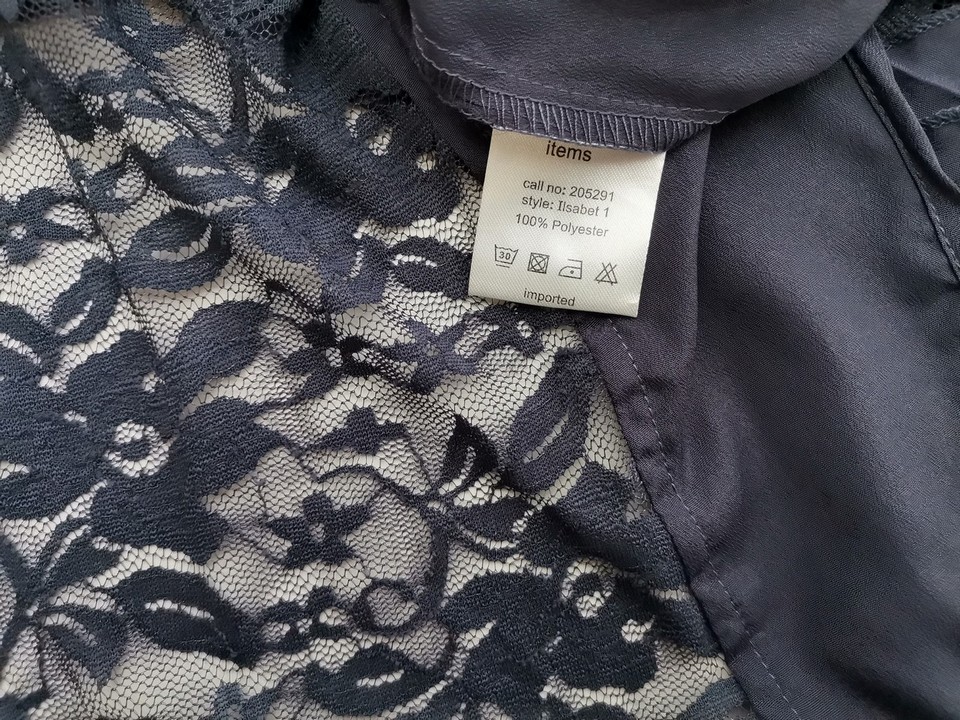 items
call no: 205291
style: Ilsabet 1
100% Polyester
30
imported